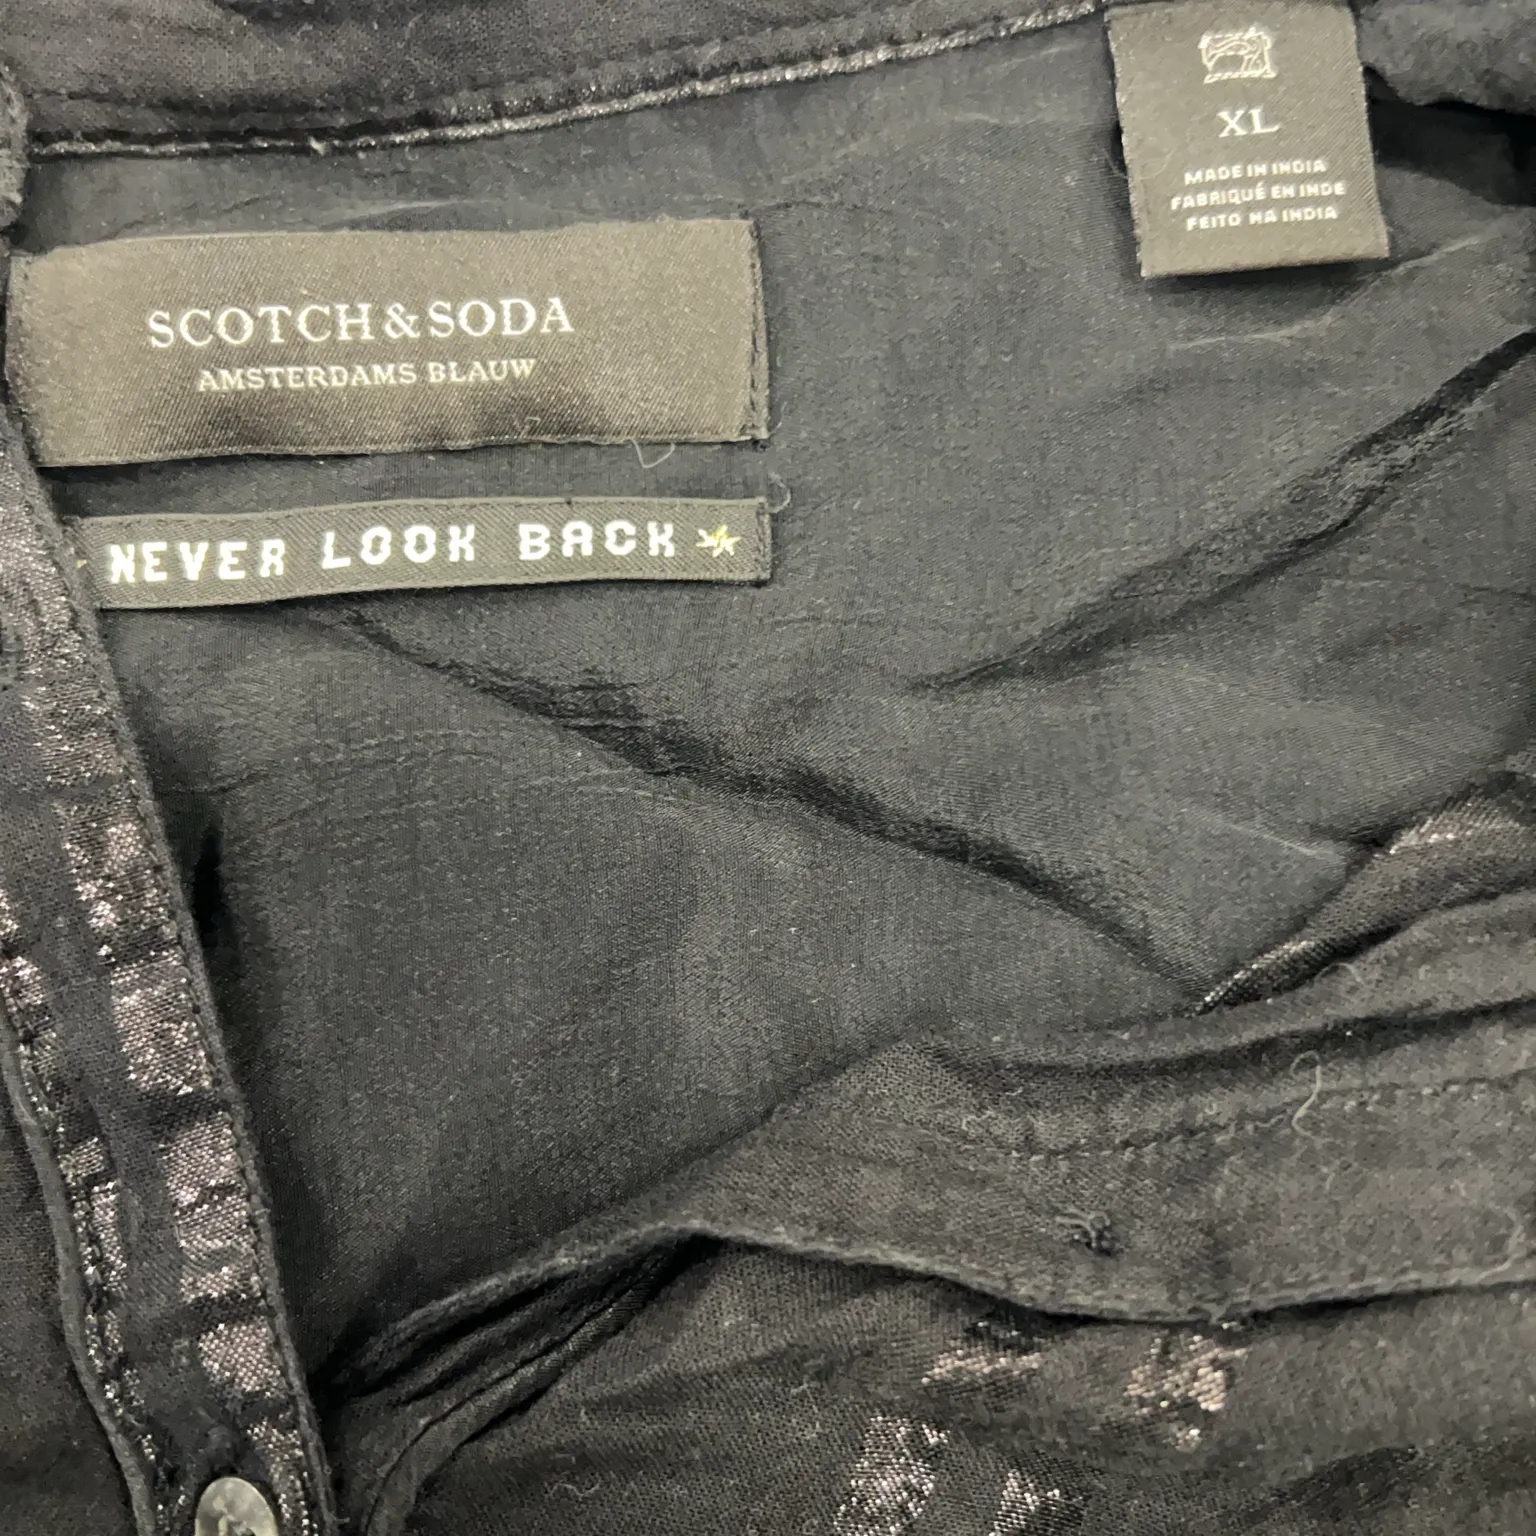 XL
MADE IN INDIA
FABRIQUÉ EN INDE
FEITO NA INDIA
SCOTCH & SODA
AMSTERDAMS BLAUW
NEVER LOOK BACK